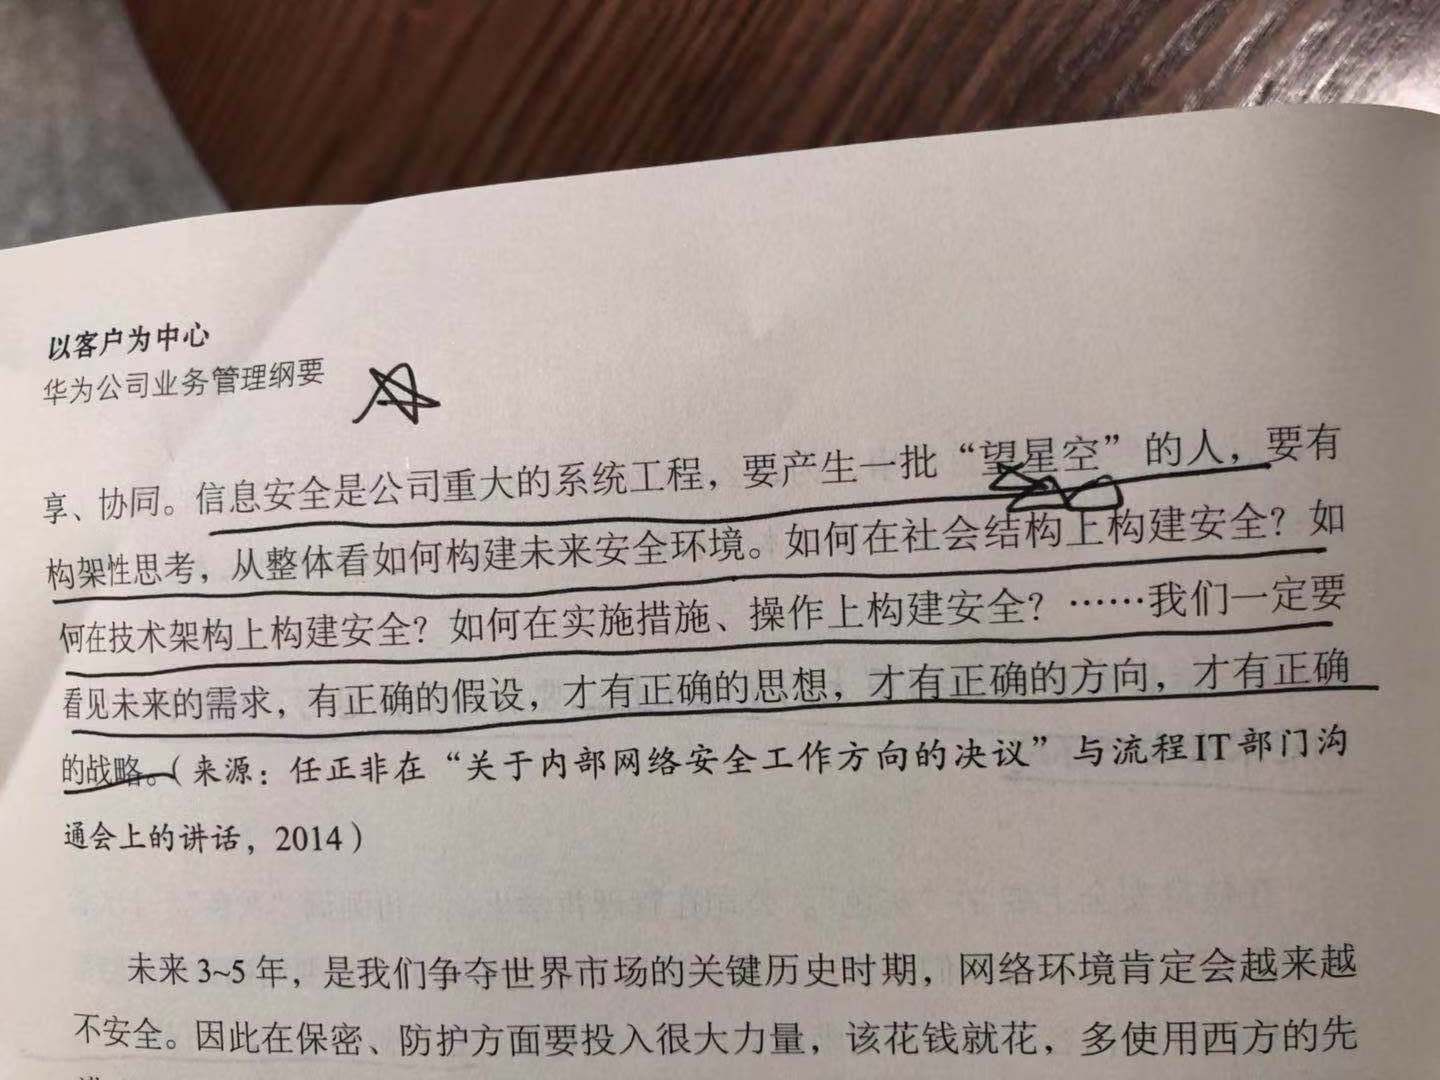 以客户为中心
华为公司业务管理纲要
享、协同。信息安全是公司重大的系统工程，要产生一批“望星空”的人，要有
构架性思考，从整体看如何构建未来安全环境。如何在社会结构上构建安全？如
何在技术架构上构建安全？如何在实施措施、操作上构建安全？……我们一定要
看见未来的需求，有正确的假设，才有正确的思想，才有正确的方向，才有正确
的战略。（来源：任正非在“关于内部网络安全工作方向的决议”与流程IT部门沟
通会上的讲话，2014）
未来3~5年，是我们争夺世界市场的关键历史时期，网络环境肯定会越来越
不安全。因此在保密、防护方面要投入很大力量，该花钱就花，多使用西方的先